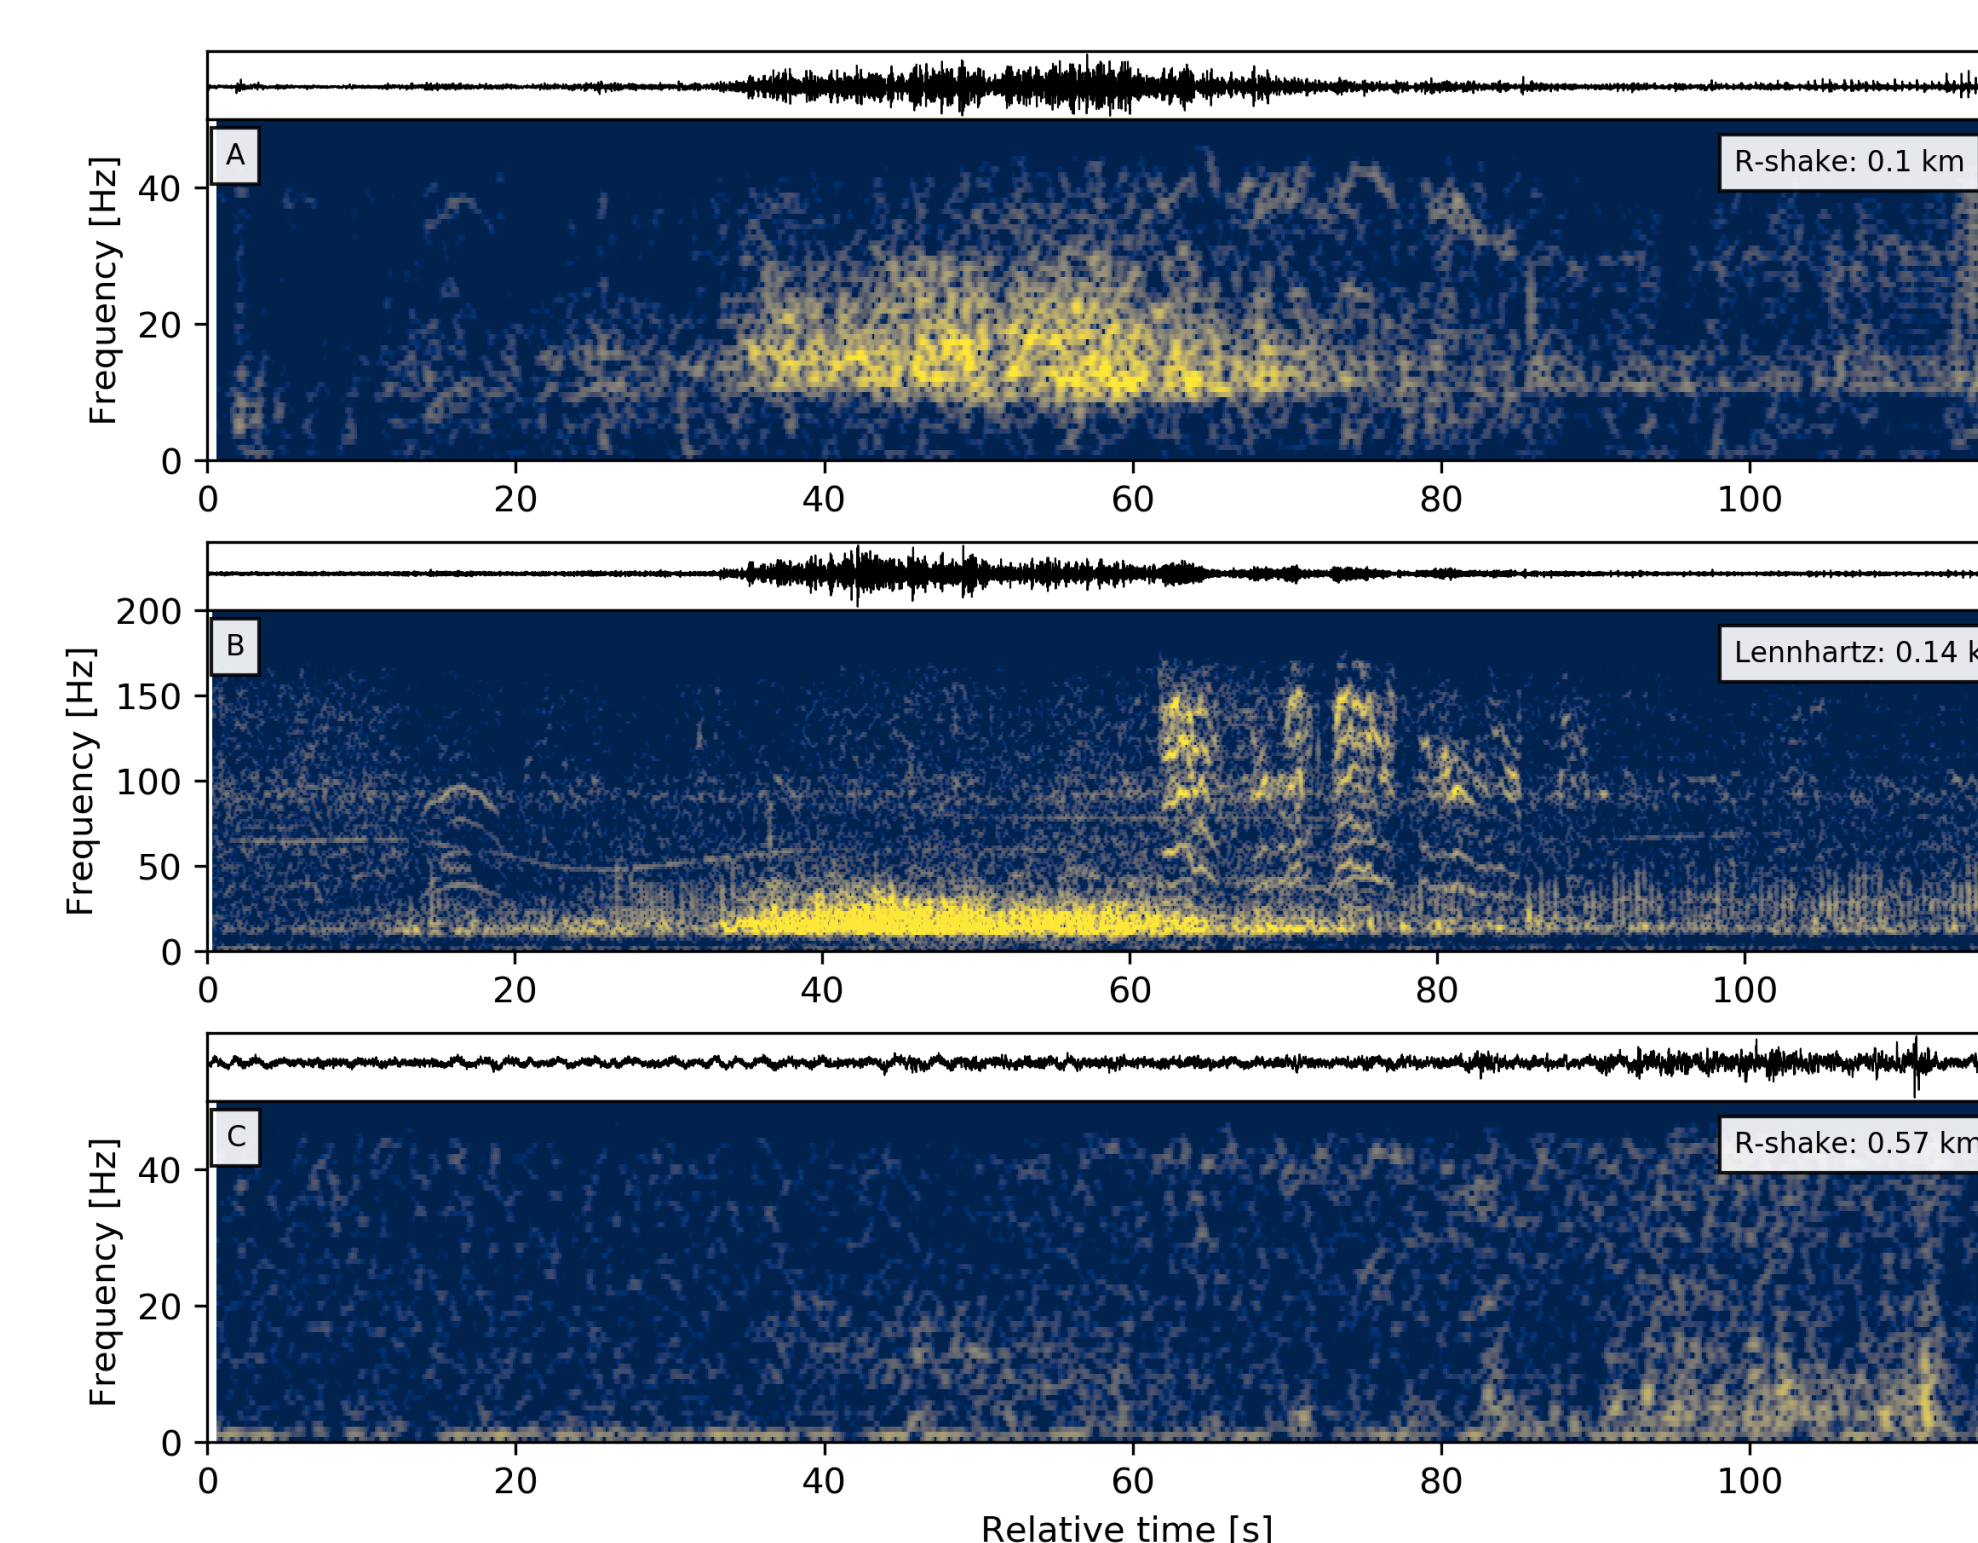 A
R-shake: 0.1 km
Frequency [Hz]
40
20
0
0 20 40 60 80 100
B
Lennhartz: 0.14 k
Frequency [Hz]
200
150
100
50
0
0 20 40 60 80 100
C
R-shake: 0.57 km
Frequency [Hz]
40
20
0
0 20 40 60 80 100
Relative time [s]